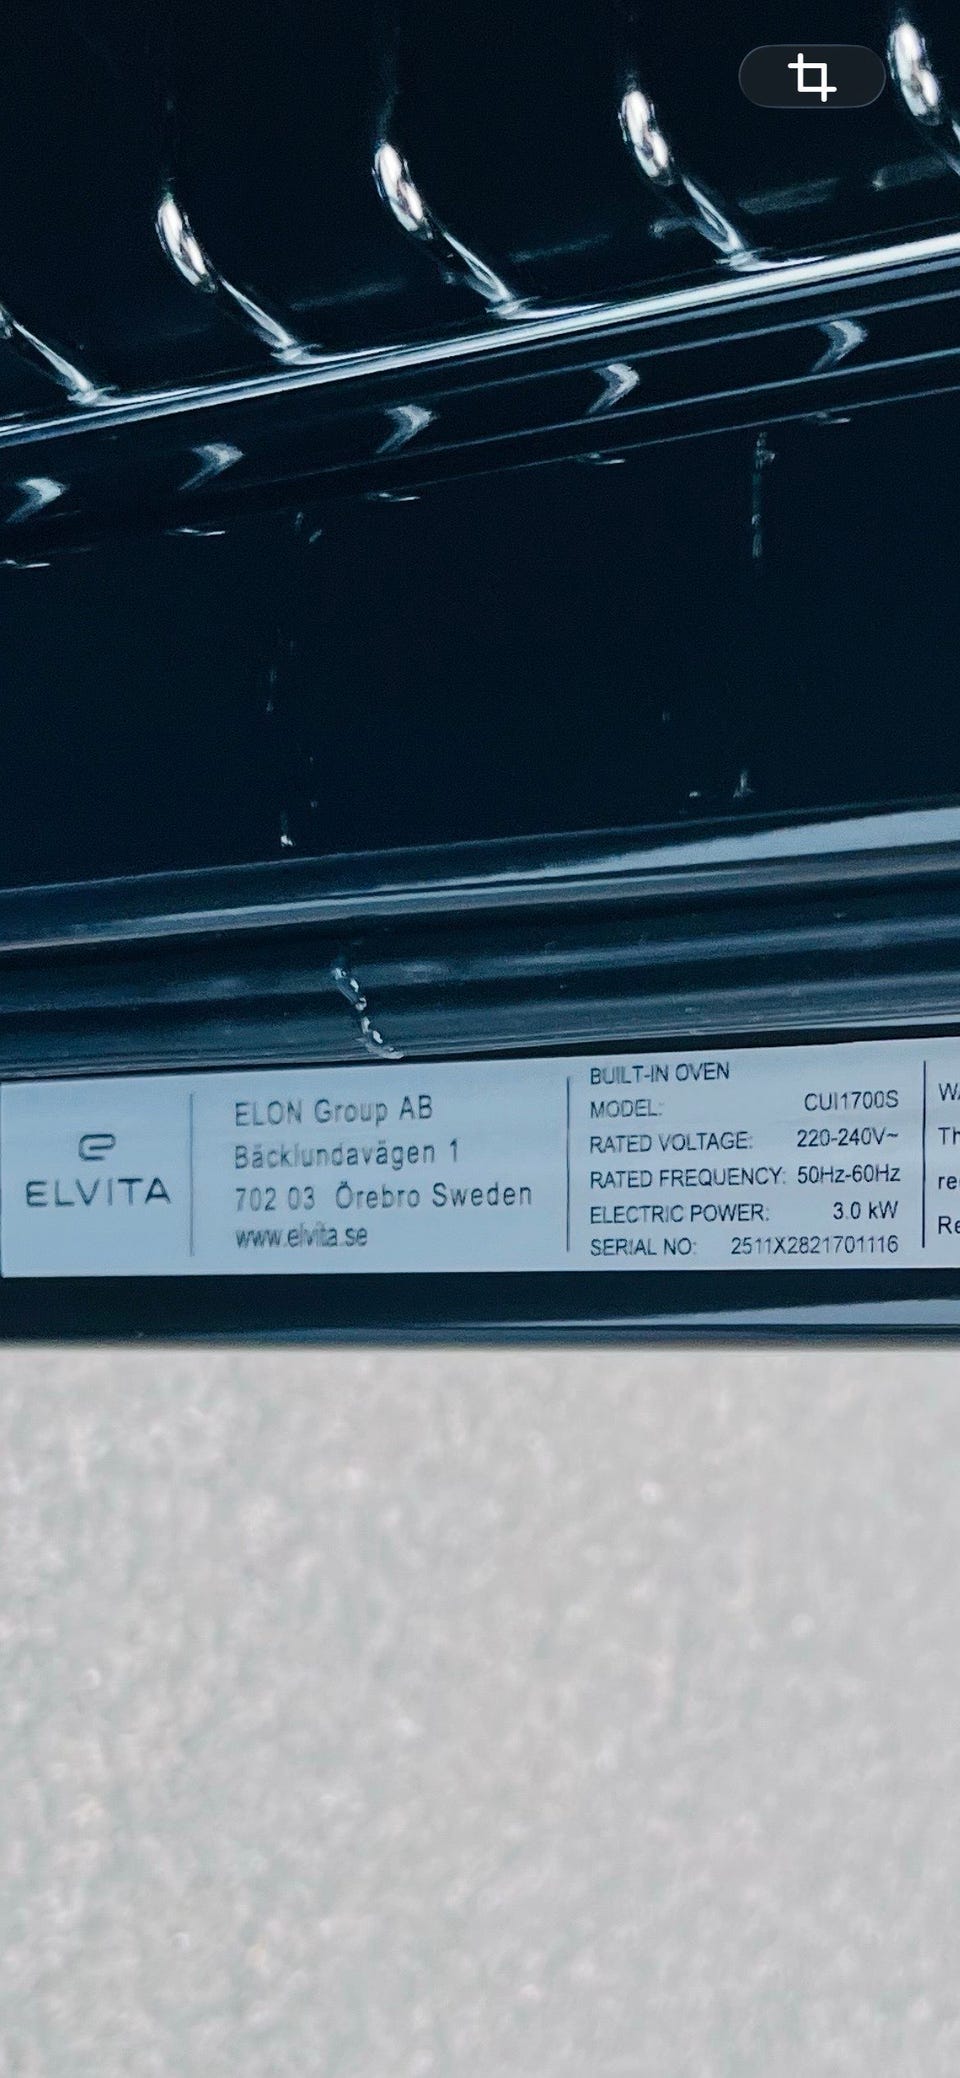 ELVITA
ELON Group AB
Bäcklundavägen 1
702 03 Örebro Sweden
www.elvita.se
BUILT-IN OVEN
MODEL: CUI1700S
RATED VOLTAGE: 220-240V~
RATED FREQUENCY: 50Hz-60Hz
ELECTRIC POWER: 3.0 kW
SERIAL NO: 2511X2821701116